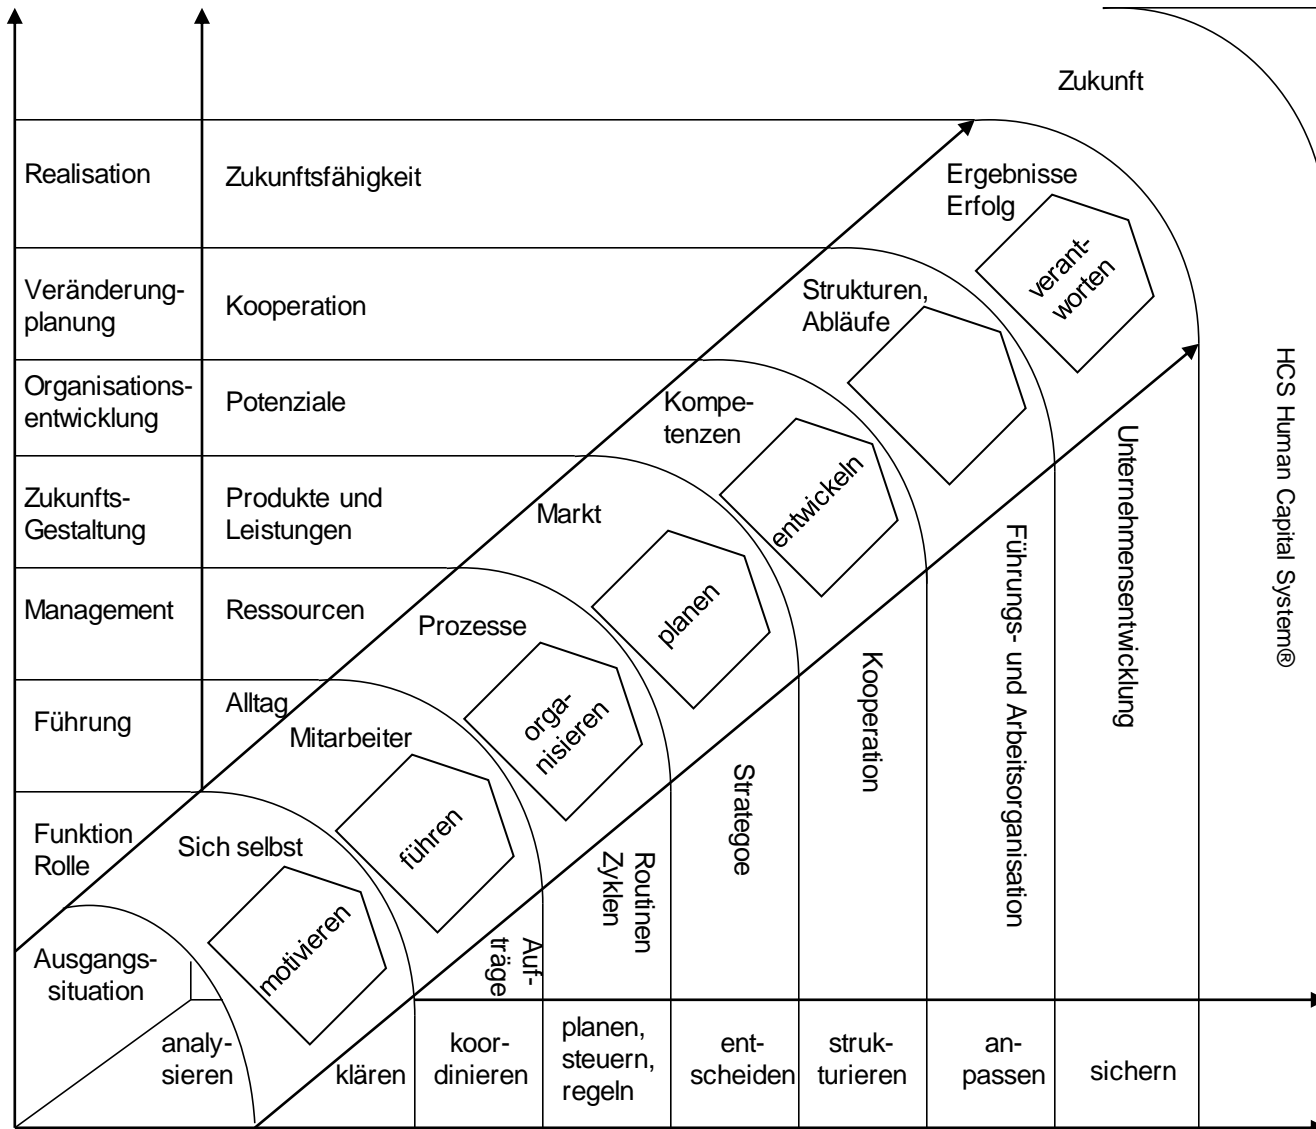 Zukunft
Realisation
Zukunftsfähigkeit
Ergebnisse
Erfolg
verant-
worten
Veränderung-
planung
Kooperation
Strukturen,
Abläufe
Organisations-
entwicklung
Potenziale
Kompe-
tenzen
entwickeln
Zukunfts-
Gestaltung
Produkte und
Leistungen
Markt
planen
Management
Ressourcen
Prozesse
orga-
nisieren
Führung
Alltag
Mitarbeiter
führen
Funktion
Rolle
Sich selbst
motivieren
Ausgangs-
situation
Auf-
träge
Routinen
Zyklen
Strategoe
Kooperation
Führungs- und Arbeitsorganisation
Unternehmensentwicklung
HCS Human Capital System®
analy-
sieren
klären
koor-
dinieren
planen,
steuern,
regeln
ent-
scheiden
struk-
turieren
an-
passen
sichern